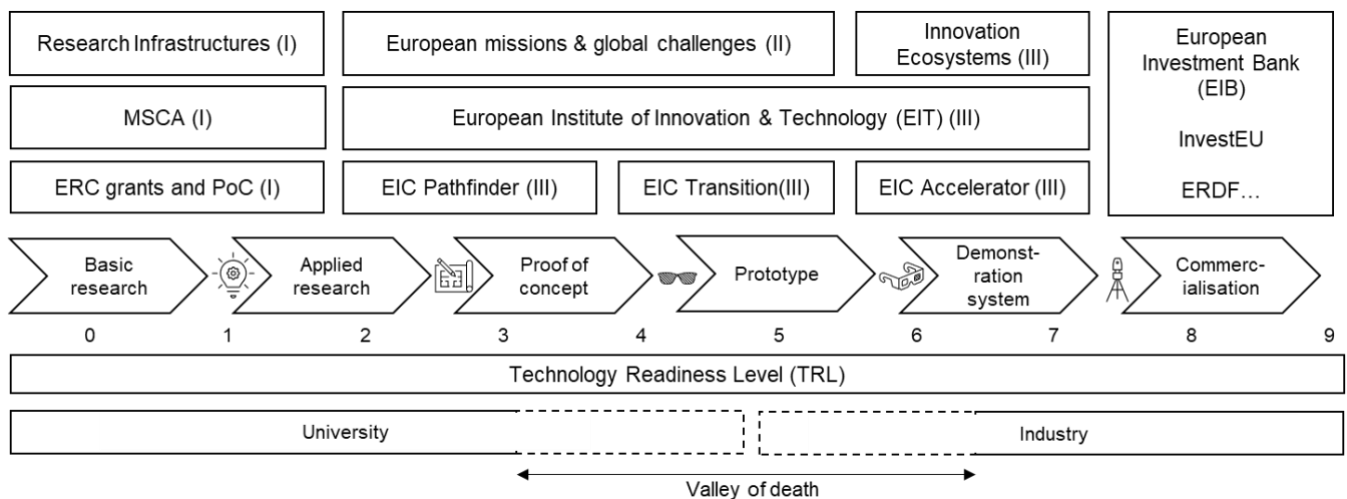 Research Infrastructures (I)
European missions & global challenges (II)
Innovation
Ecosystems (III)
European
Investment Bank
(EIB)
InvestEU
ERDF…
MSCA (I)
European Institute of Innovation & Technology (EIT) (III)
ERC grants and PoC (I)
EIC Pathfinder (III)
EIC Transition(III)
EIC Accelerator (III)
Basic
research
Applied
research
Proof of
concept
Prototype
Demonst-
ration
system
Commerc-
ialisation
0 1 2 3 4 5 6 7 8 9
Technology Readiness Level (TRL)
University
Industry
Valley of death